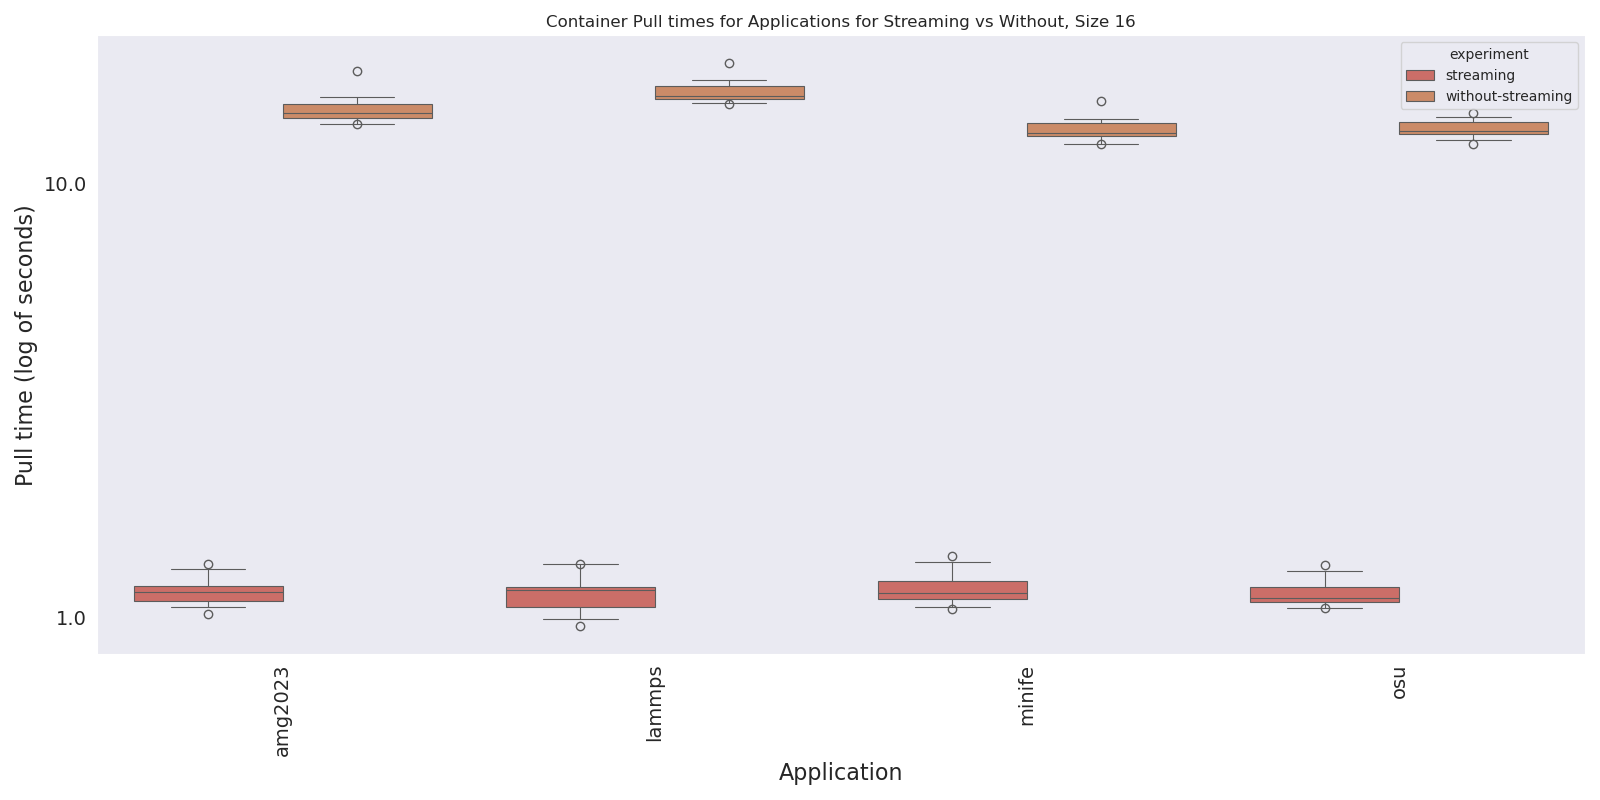 Container Pull times for Applications for Streaming vs Without, Size 16
experiment
streaming
without-streaming
Pull time (log of seconds)
10.0
1.0
amg2023
lammps
minife
osu
Application